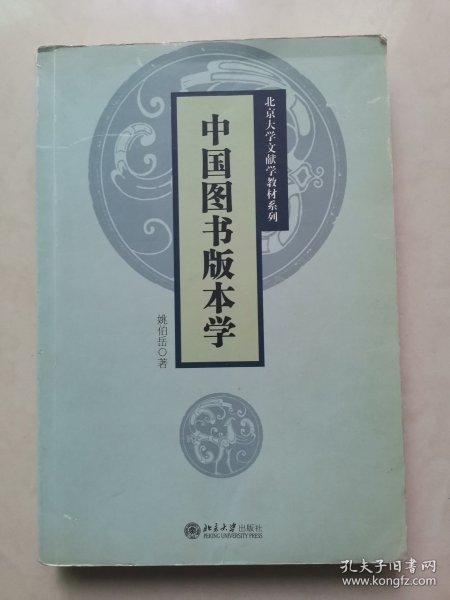 北京大学文献学教材系列
中国图书版本学
姚伯岳○著
北京大学出版社
PEKING UNIVERSITY PRESS
孔夫子旧书网
www.kongfz.com